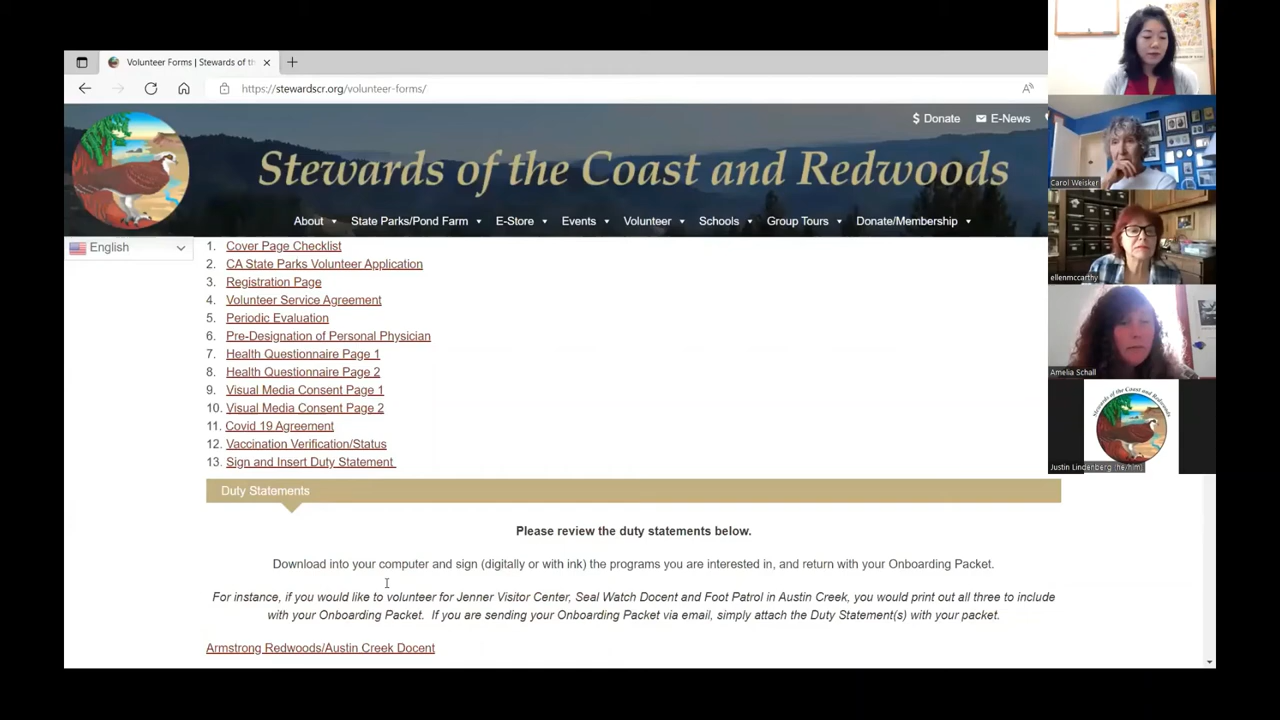 Volunteer Forms | Stewards of th
https://stewardscr.org/volunteer-forms/
$ Donate
E-News
Stewards of the Coast and Redwoods
About State Parks/Pond Farm E-Store Events Volunteer Schools Group Tours Donate/Membership
English
1. Cover Page Checklist
2. CA State Parks Volunteer Application
3. Registration Page
4. Volunteer Service Agreement
5. Periodic Evaluation
6. Pre-Designation of Personal Physician
7. Health Questionnaire Page 1
8. Health Questionnaire Page 2
9. Visual Media Consent Page 1
10. Visual Media Consent Page 2
11. Covid 19 Agreement
12. Vaccination Verification/Status
13. Sign and Insert Duty Statement
Duty Statements
Please review the duty statements below.
Download into your computer and sign (digitally or with ink) the programs you are interested in, and return with your Onboarding Packet.
For instance, if you would like to volunteer for Jenner Visitor Center, Seal Watch Docent and Foot Patrol in Austin Creek, you would print out all three to include
with your Onboarding Packet. If you are sending your Onboarding Packet via email, simply attach the Duty Statement(s) with your packet.
Armstrong Redwoods/Austin Creek Docent
Carol Weisker
ellenmccarthy
Amelia Schall
Stewards of the Coast and Redwoods
Justin Lindenberg (he/him)